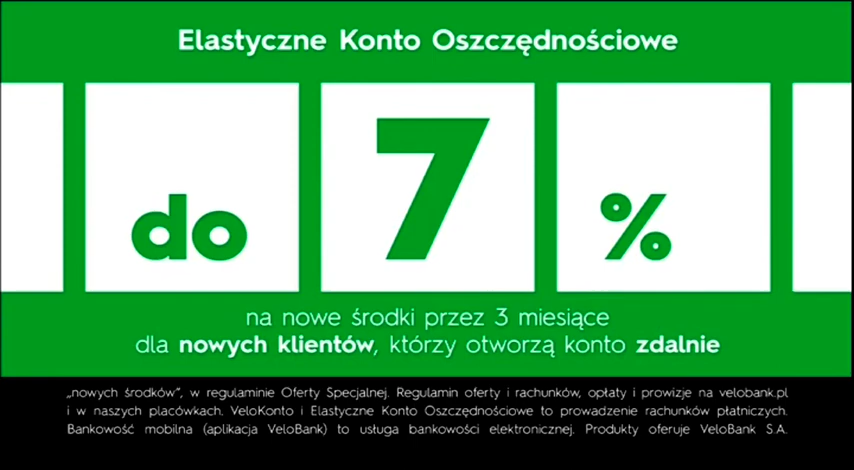 Elastyczne Konto Oszczędnościowe
do 7 %
na nowe środki przez 3 miesiące
dla nowych klientów, którzy otworzą konto zdalnie
„nowych środków”, w regulaminie Oferty Specjalnej. Regulamin oferty i rachunków, opłaty i prowizje na velobank.pl
i w naszych placówkach. VeloKonto i Elastyczne Konto Oszczędnościowe to prowadzenie rachunków płatniczych.
Bankowość mobilna (aplikacja VeloBank) to usługa bankowości elektronicznej. Produkty oferuje VeloBank S.A.